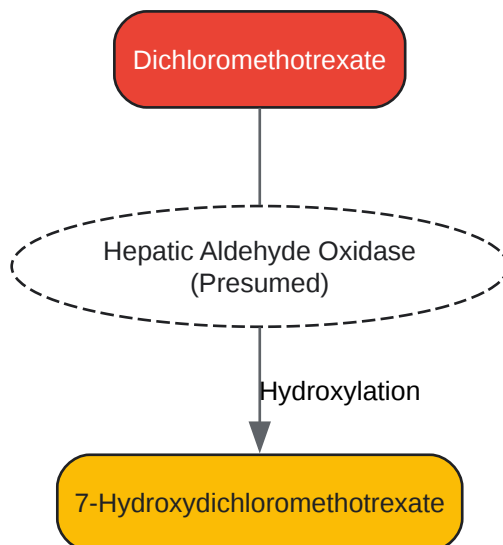 Dichloromethotrexate
Hepatic Aldehyde Oxidase
(Presumed)
Hydroxylation
7-Hydroxydichloromethotrexate